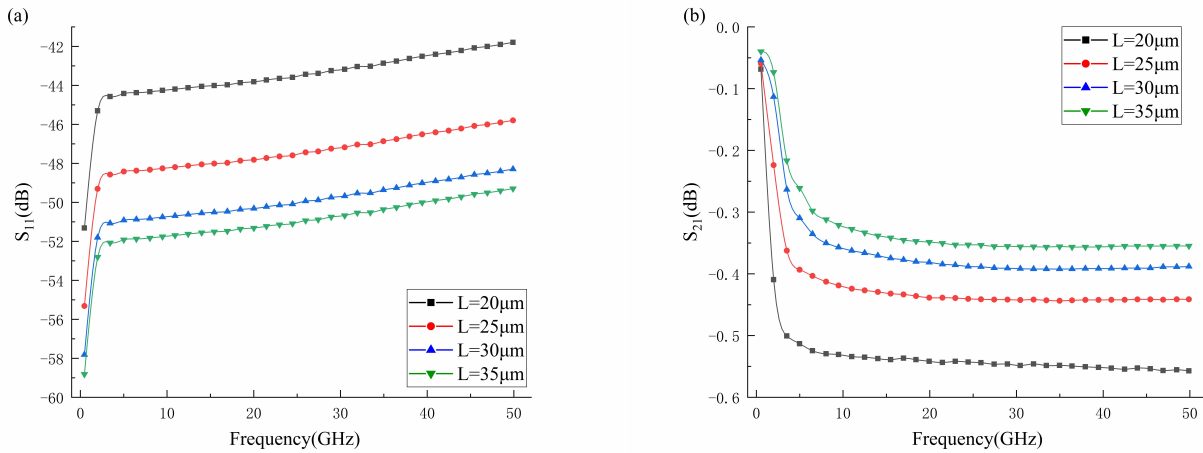 (a)
S11(dB)
-42
-44
-46
-48
-50
-52
-54
-56
-58
-60
0
10
20
30
40
50
Frequency(GHz)
L=20μm
L=25μm
L=30μm
L=35μm
(b)
S21(dB)
0.0
-0.1
-0.2
-0.3
-0.4
-0.5
-0.6
0
10
20
30
40
50
Frequency(GHz)
L=20μm
L=25μm
L=30μm
L=35μm